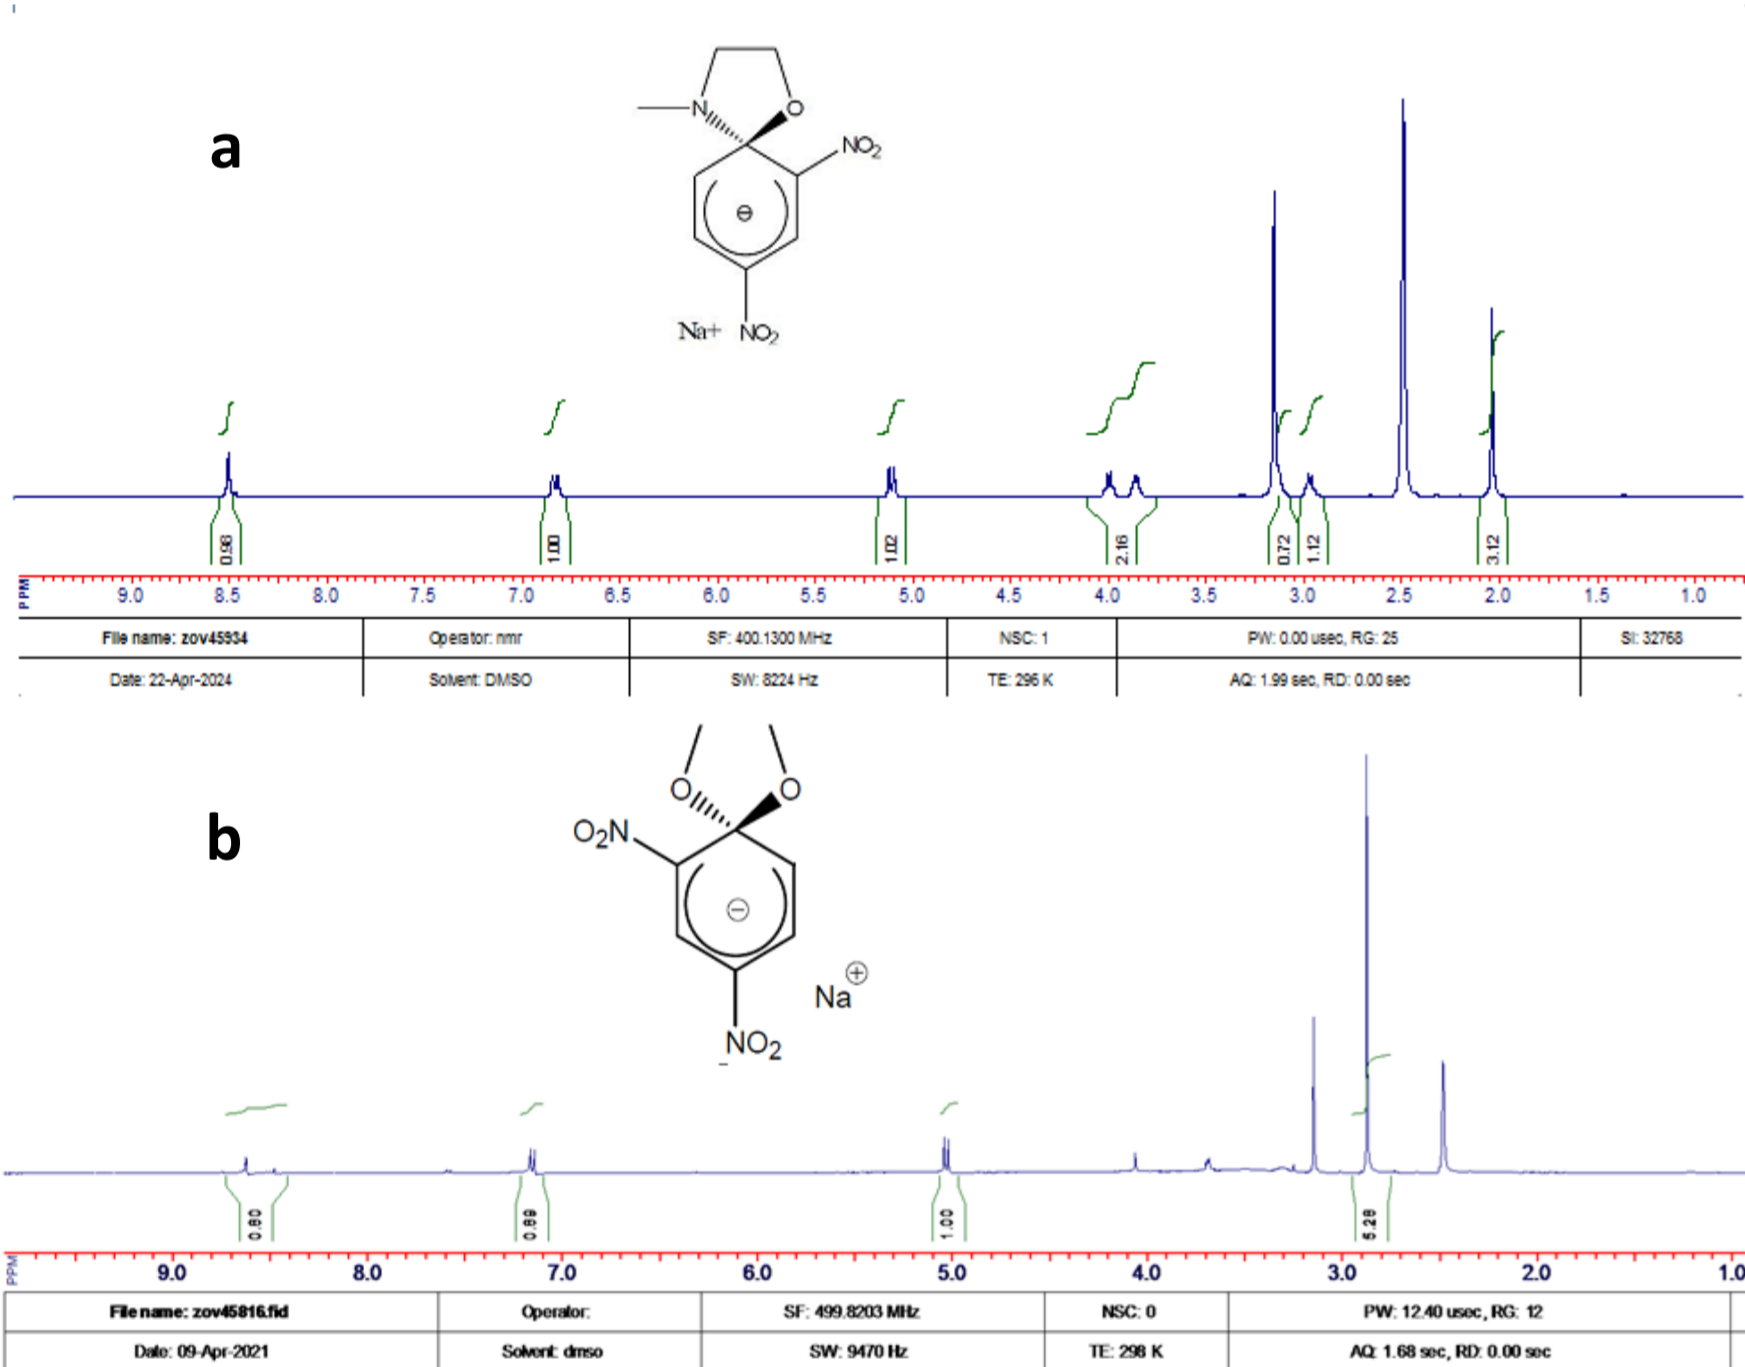 a
N
O
NO2
⊖
Na+ NO2
0.98
1.00
1.02
2.16
0.72
1.12
3.12
PPM 9.0 8.5 8.0 7.5 7.0 6.5 6.0 5.5 5.0 4.5 4.0 3.5 3.0 2.5 2.0 1.5 1.0
File name: zov45934 Operator: nmr SF: 400.1300 MHz NSC: 1 PW: 0.00 usec, RG: 25 SI: 32768
Date: 22-Apr-2024 Solvent: DMSO SW: 8224 Hz TE: 296 K AQ: 1.99 sec, RD: 0.00 sec
b
O O
O2N
⊖
Na⊕
NO2
0.80
0.89
1.00
PPM 9.0 8.0 7.0 6.0 5.0 4.0 3.0 2.0 1.0
File name: zov45816.fid Operator: SF: 499.8203 MHz NSC: 0 PW: 12.40 usec, RG: 12
Date: 09-Apr-2021 Solvent: dmso SW: 9470 Hz TE: 298 K AQ: 1.68 sec, RD: 0.00 sec